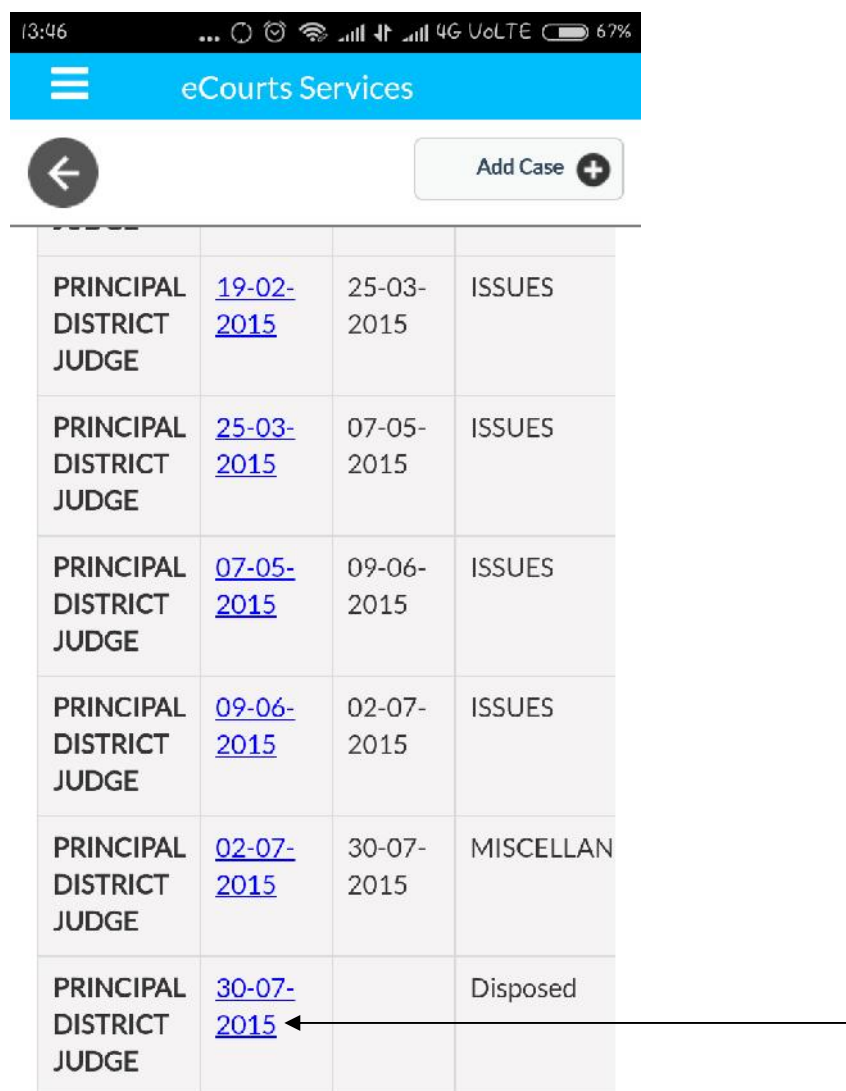 13:46 ... 4G VoLTE 67%
eCourts Services
Add Case
PRINCIPAL 19-02- 25-03- ISSUES
DISTRICT 2015 2015
JUDGE
PRINCIPAL 25-03- 07-05- ISSUES
DISTRICT 2015 2015
JUDGE
PRINCIPAL 07-05- 09-06- ISSUES
DISTRICT 2015 2015
JUDGE
PRINCIPAL 09-06- 02-07- ISSUES
DISTRICT 2015 2015
JUDGE
PRINCIPAL 02-07- 30-07- MISCELLAN
DISTRICT 2015 2015
JUDGE
PRINCIPAL 30-07- Disposed
DISTRICT 2015
JUDGE